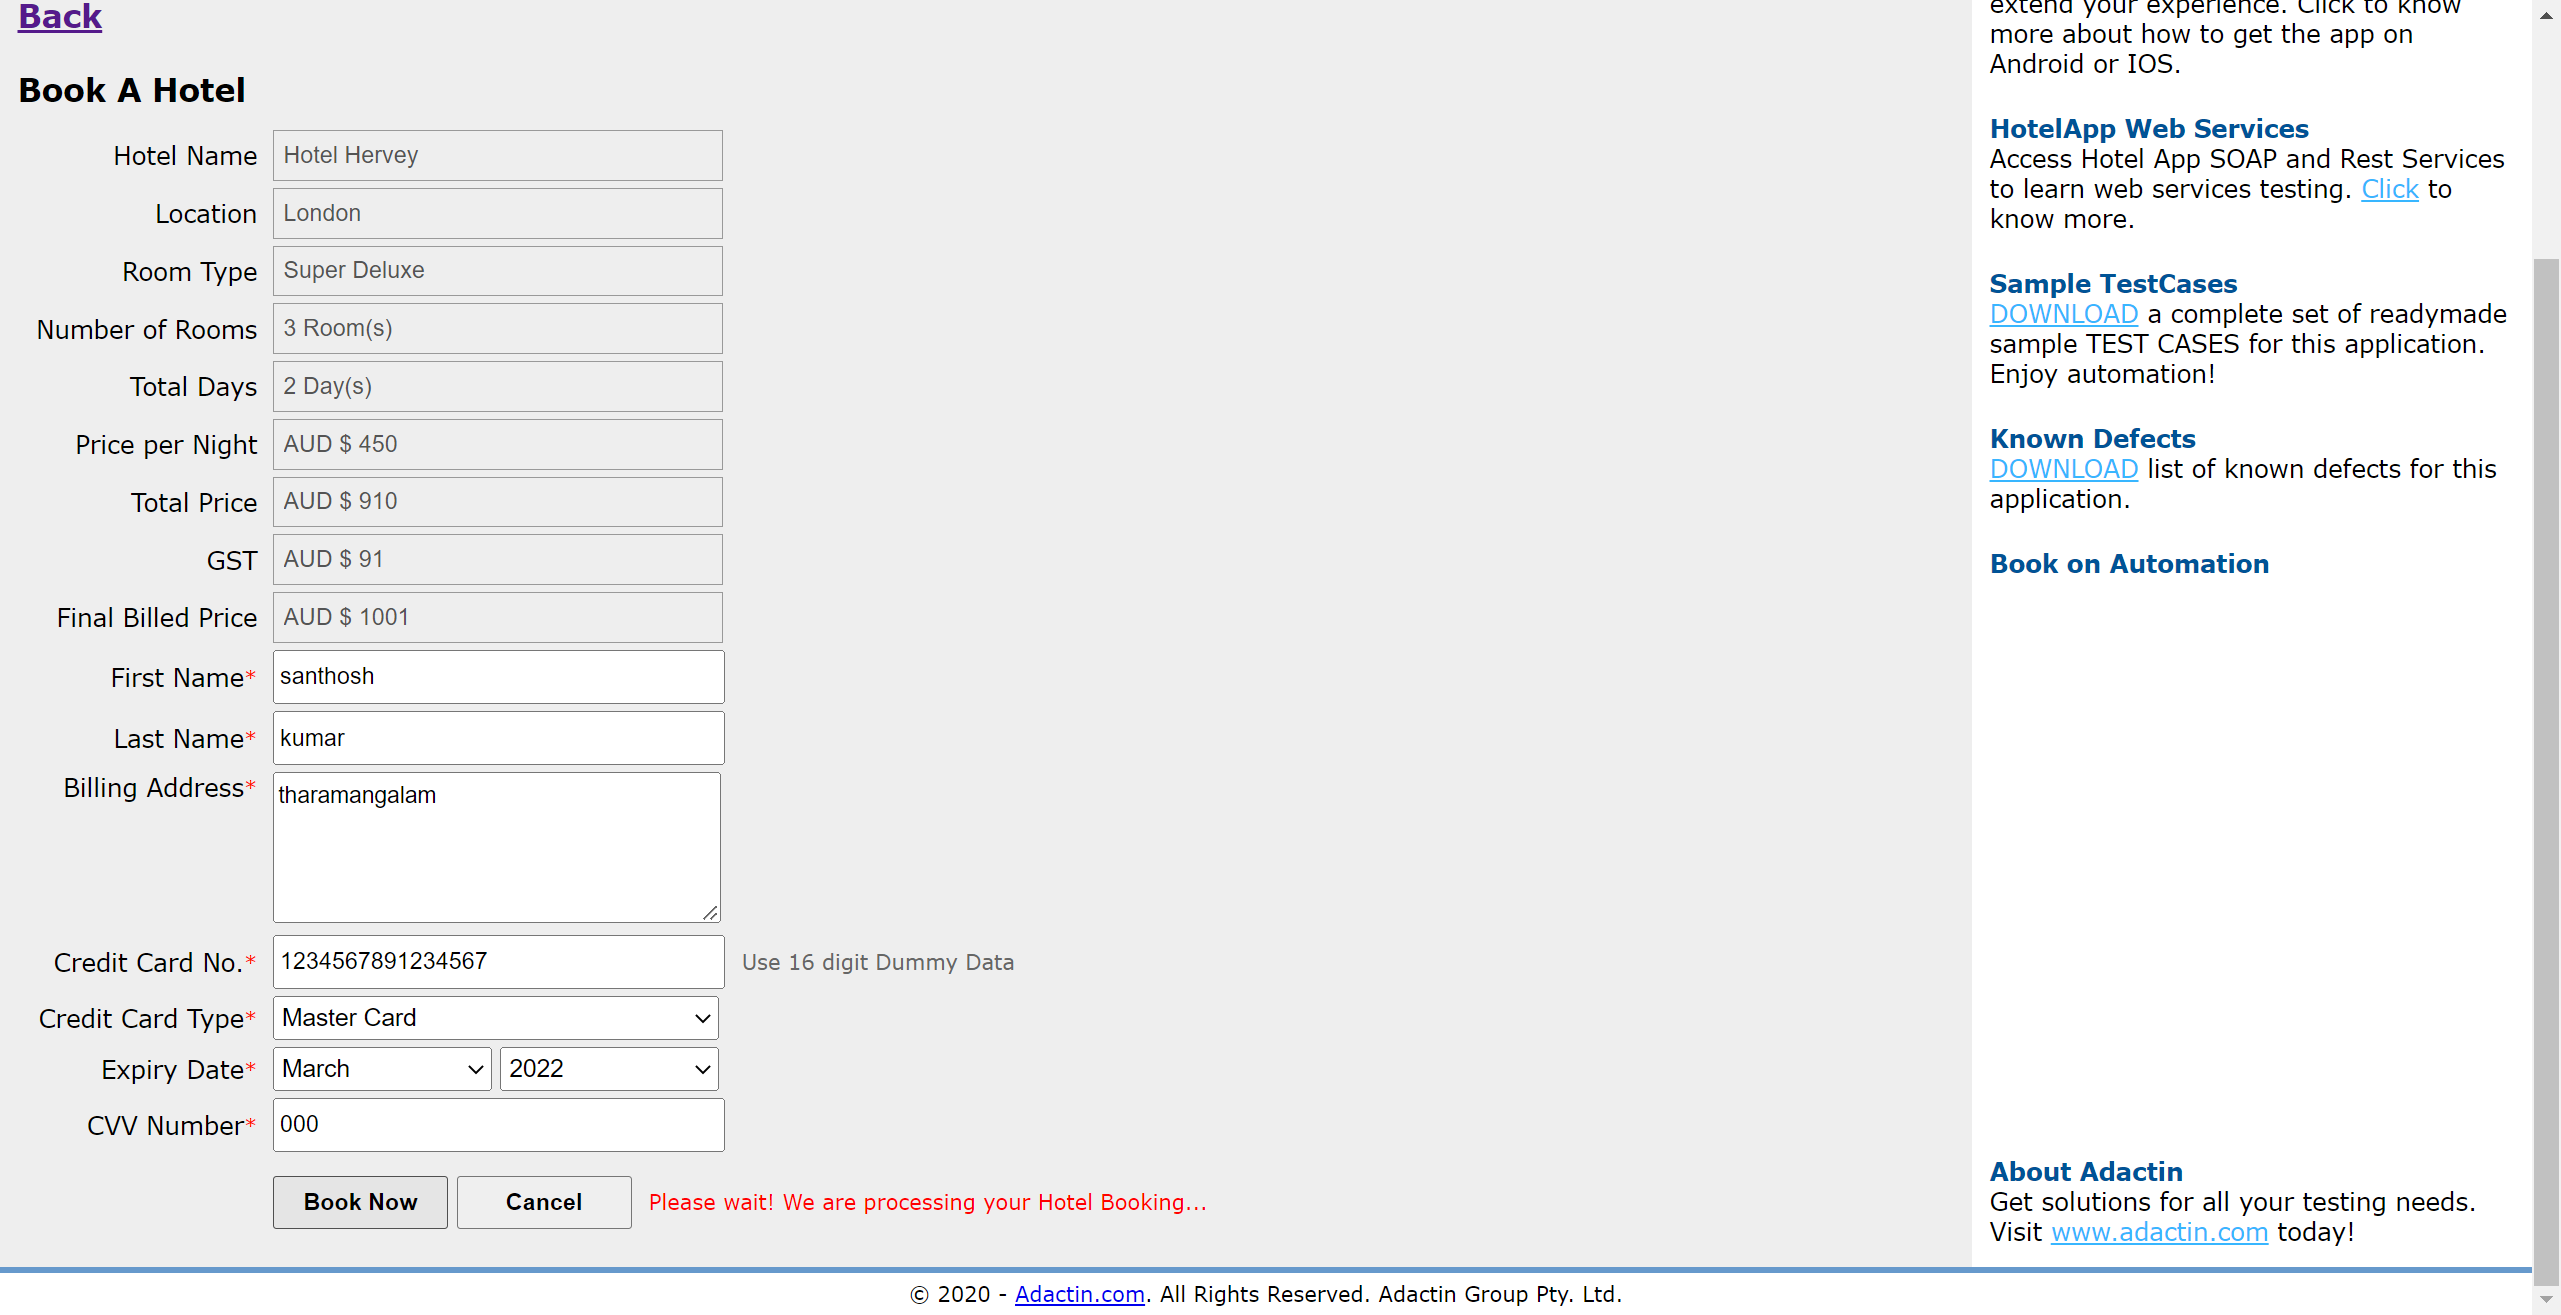 Back
Book A Hotel
Hotel Name Hotel Hervey
Location London
Room Type Super Deluxe
Number of Rooms 3 Room(s)
Total Days 2 Day(s)
Price per Night AUD $ 450
Total Price AUD $ 910
GST AUD $ 91
Final Billed Price AUD $ 1001
First Name* santhosh
Last Name* kumar
Billing Address* tharamangalam
Credit Card No.* 1234567891234567 Use 16 digit Dummy Data
Credit Card Type* Master Card
Expiry Date* March 2022
CVV Number* 000
Book Now Cancel Please wait! We are processing your Hotel Booking...
extend your experience. Click to know
more about how to get the app on
Android or IOS.
HotelApp Web Services
Access Hotel App SOAP and Rest Services
to learn web services testing. Click to
know more.
Sample TestCases
DOWNLOAD a complete set of readymade
sample TEST CASES for this application.
Enjoy automation!
Known Defects
DOWNLOAD list of known defects for this
application.
Book on Automation
About Adactin
Get solutions for all your testing needs.
Visit www.adactin.com today!
© 2020 - Adactin.com. All Rights Reserved. Adactin Group Pty. Ltd.